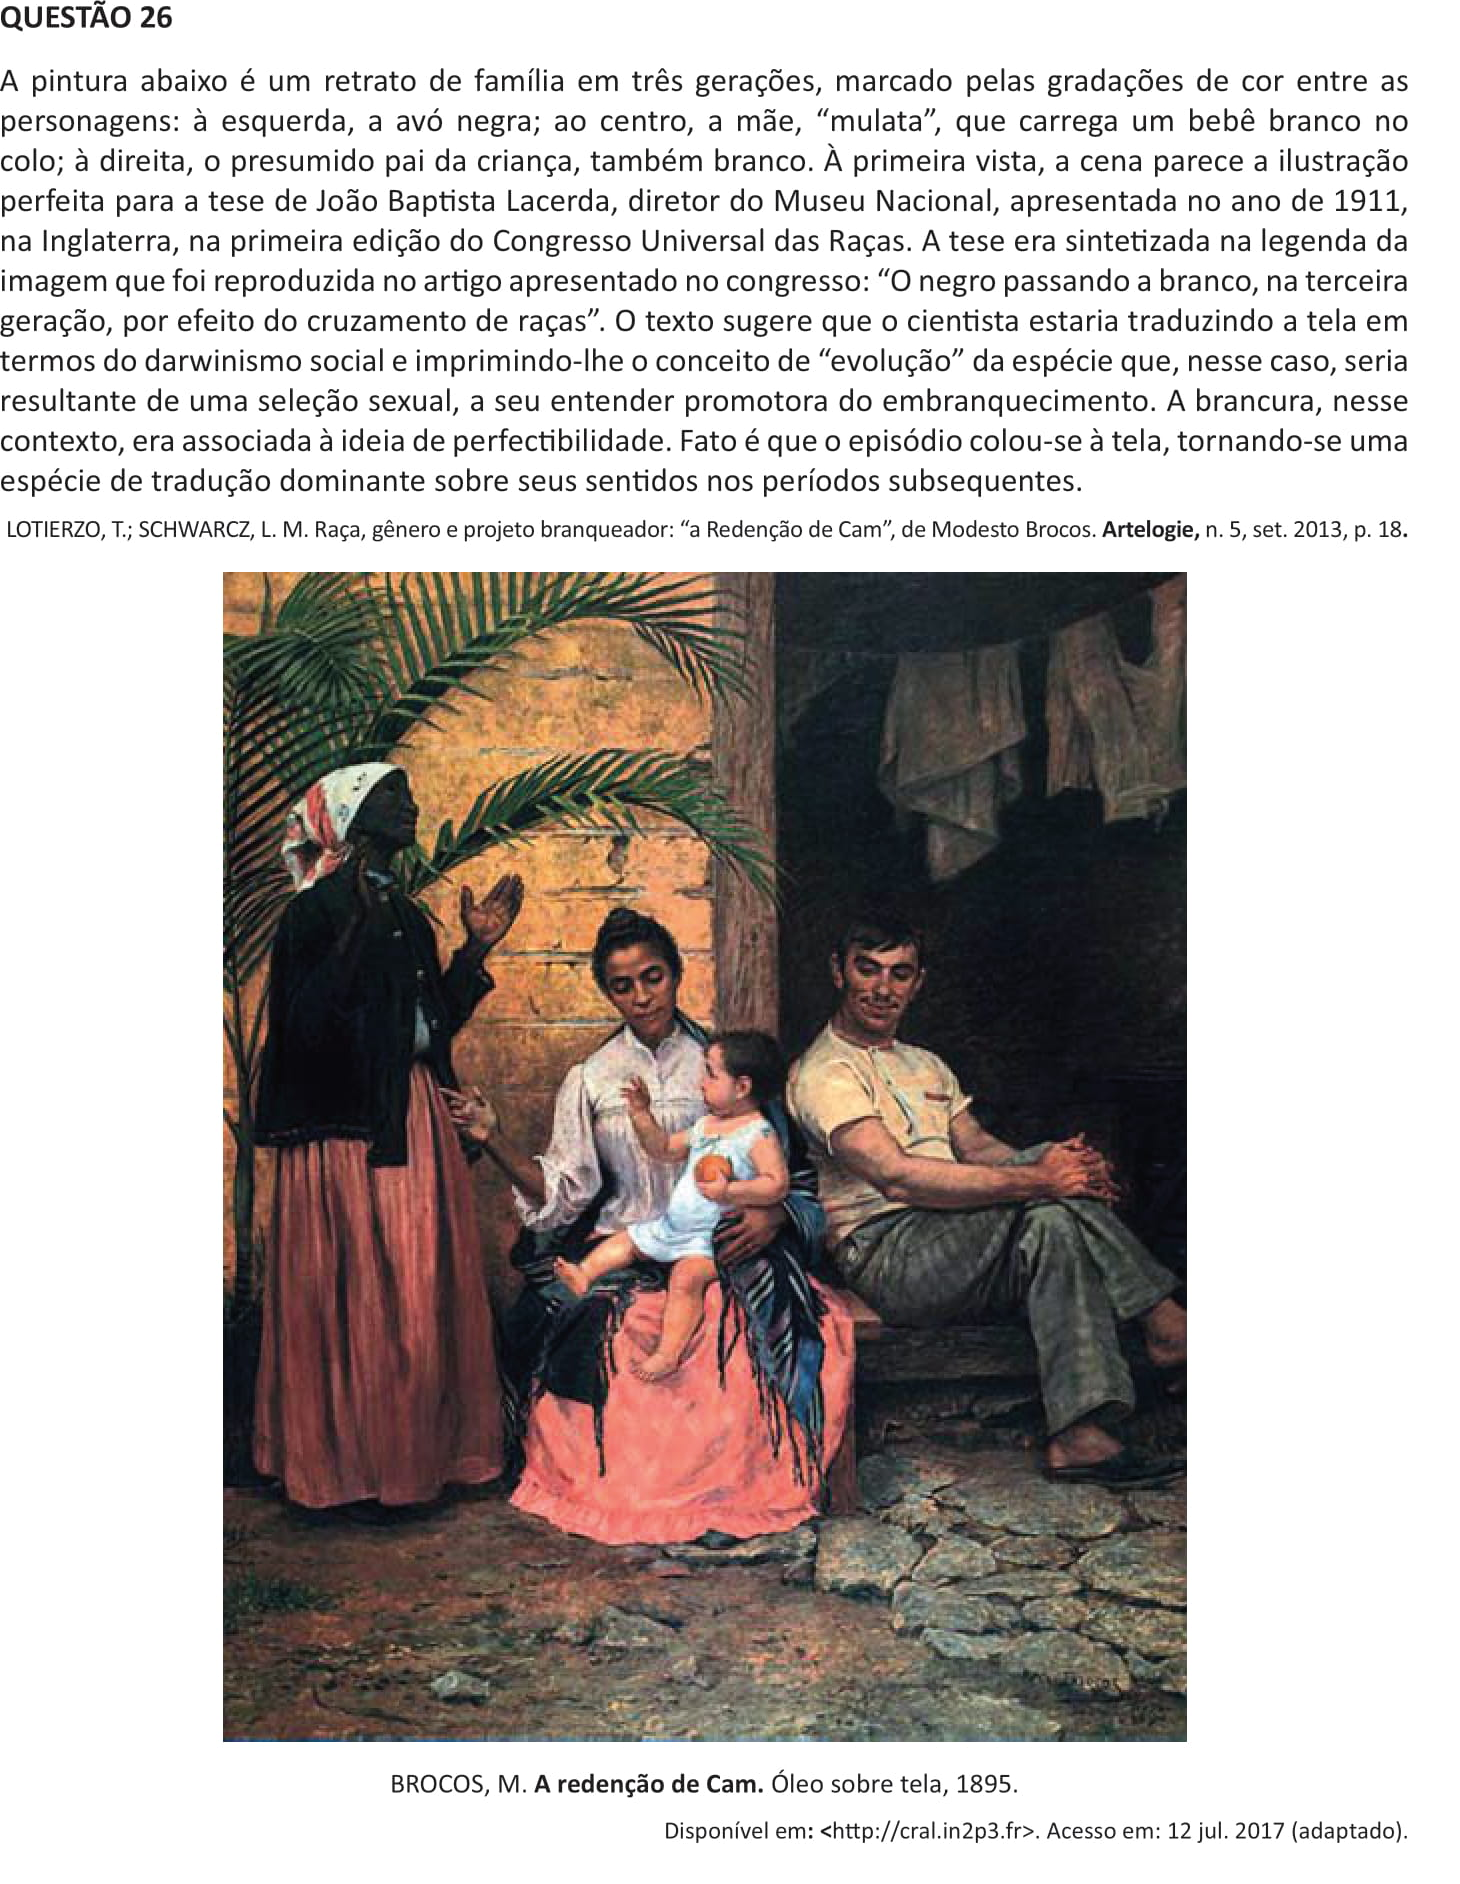 QUESTÃO 26
A pintura abaixo é um retrato de família em três gerações, marcado pelas gradações de cor entre as
personagens: à esquerda, a avó negra; ao centro, a mãe, “mulata”, que carrega um bebê branco no
colo; à direita, o presumido pai da criança, também branco. À primeira vista, a cena parece a ilustração
perfeita para a tese de João Baptista Lacerda, diretor do Museu Nacional, apresentada no ano de 1911,
na Inglaterra, na primeira edição do Congresso Universal das Raças. A tese era sintetizada na legenda da
imagem que foi reproduzida no artigo apresentado no congresso: “O negro passando a branco, na terceira
geração, por efeito do cruzamento de raças”. O texto sugere que o cientista estaria traduzindo a tela em
termos do darwinismo social e imprimindo-lhe o conceito de “evolução” da espécie que, nesse caso, seria
resultante de uma seleção sexual, a seu entender promotora do embranquecimento. A brancura, nesse
contexto, era associada à ideia de perfectibilidade. Fato é que o episódio colou-se à tela, tornando-se uma
espécie de tradução dominante sobre seus sentidos nos períodos subsequentes.
LOTIERZO, T.; SCHWARCZ, L. M. Raça, gênero e projeto branqueador: “a Redenção de Cam”, de Modesto Brocos. Artelogie, n. 5, set. 2013, p. 18.
BROCOS, M. A redenção de Cam. Óleo sobre tela, 1895.
Disponível em: <http://cral.in2p3.fr>. Acesso em: 12 jul. 2017 (adaptado).